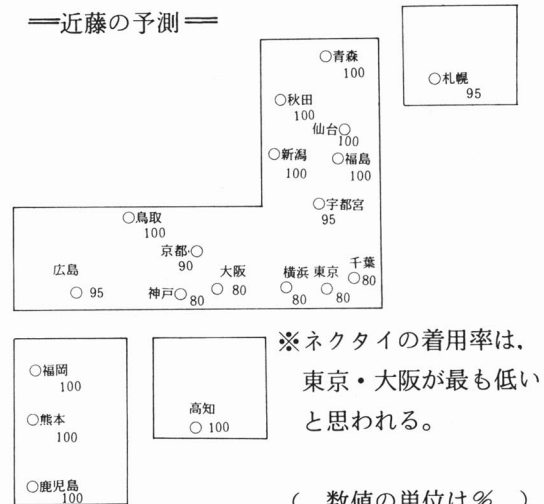 ＝近藤の予測＝
○青森
100
○札幌
95
○秋田
100
仙台○
100
○新潟
100
○福島
100
○宇都宮
95
○鳥取
100
京都○
90
広島
○ 95
神戸○ 80
大阪
○ 80
横浜
○
80
東京
○
80
千葉
○80
○福岡
100
○熊本
100
○鹿児島
100
高知
○ 100
※ネクタイの着用率は，
東京・大阪が最も低い
と思われる。
（ 数値の単位は％ ）